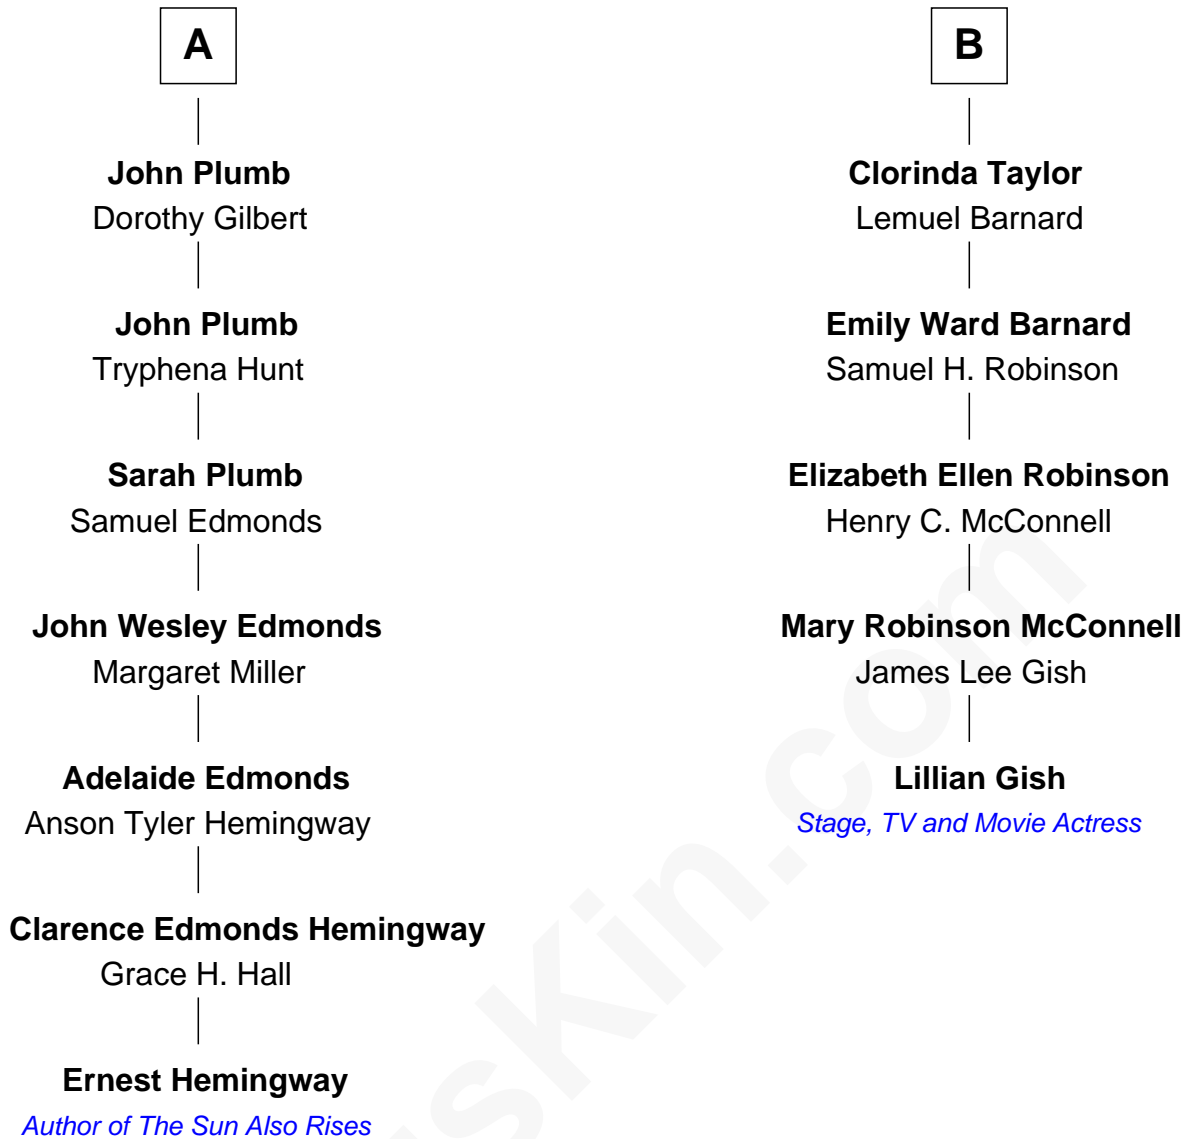 A
John Plumb
Dorothy Gilbert
John Plumb
Tryphena Hunt
Sarah Plumb
Samuel Edmonds
John Wesley Edmonds
Margaret Miller
Adelaide Edmonds
Anson Tyler Hemingway
Clarence Edmonds Hemingway
Grace H. Hall
Ernest Hemingway
Author of The Sun Also Rises
B
Clorinda Taylor
Lemuel Barnard
Emily Ward Barnard
Samuel H. Robinson
Elizabeth Ellen Robinson
Henry C. McConnell
Mary Robinson McConnell
James Lee Gish
Lillian Gish
Stage, TV and Movie Actress